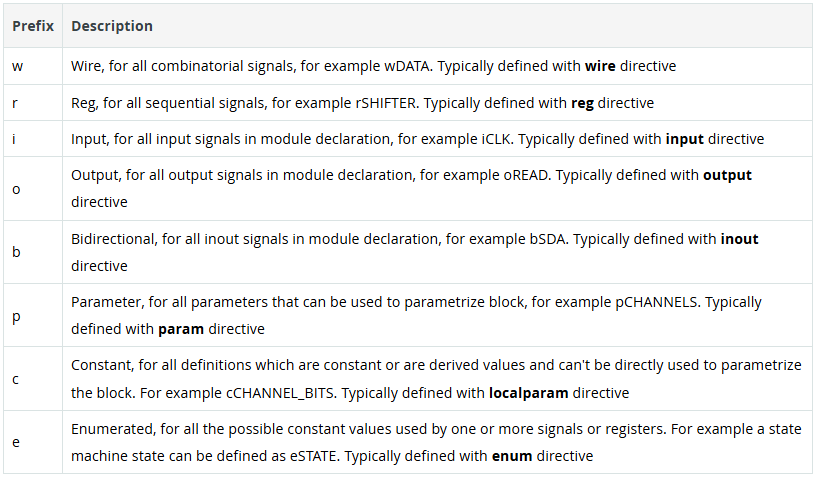 Prefix Description
w Wire, for all combinatorial signals, for example wDATA. Typically defined with wire directive
r Reg, for all sequential signals, for example rSHIFTER. Typically defined with reg directive
i Input, for all input signals in module declaration, for example iCLK. Typically defined with input directive
o Output, for all output signals in module declaration, for example oREAD. Typically defined with output
directive
b Bidirectional, for all inout signals in module declaration, for example bSDA. Typically defined with inout
directive
p Parameter, for all parameters that can be used to parametrize block, for example pCHANNELS. Typically
defined with param directive
c Constant, for all definitions which are constant or are derived values and can't be directly used to parametrize
the block. For example cCHANNEL_BITS. Typically defined with localparam directive
e Enumerated, for all the possible constant values used by one or more signals or registers. For example a state
machine state can be defined as eSTATE. Typically defined with enum directive